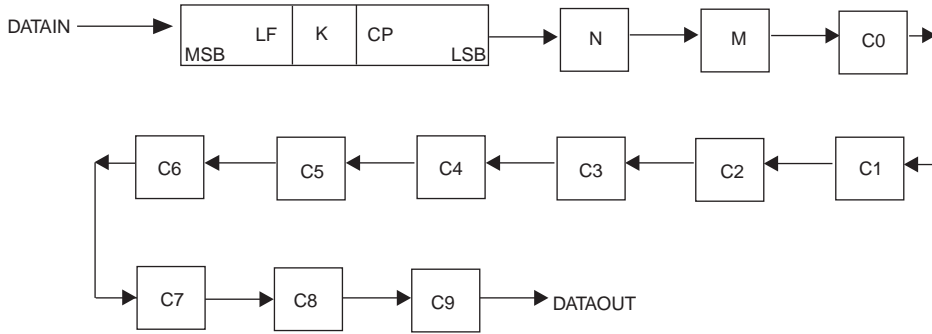 DATAIN
LF K CP
MSB LSB
N
M
C0
C6
C5
C4
C3
C2
C1
C7
C8
C9
DATAOUT